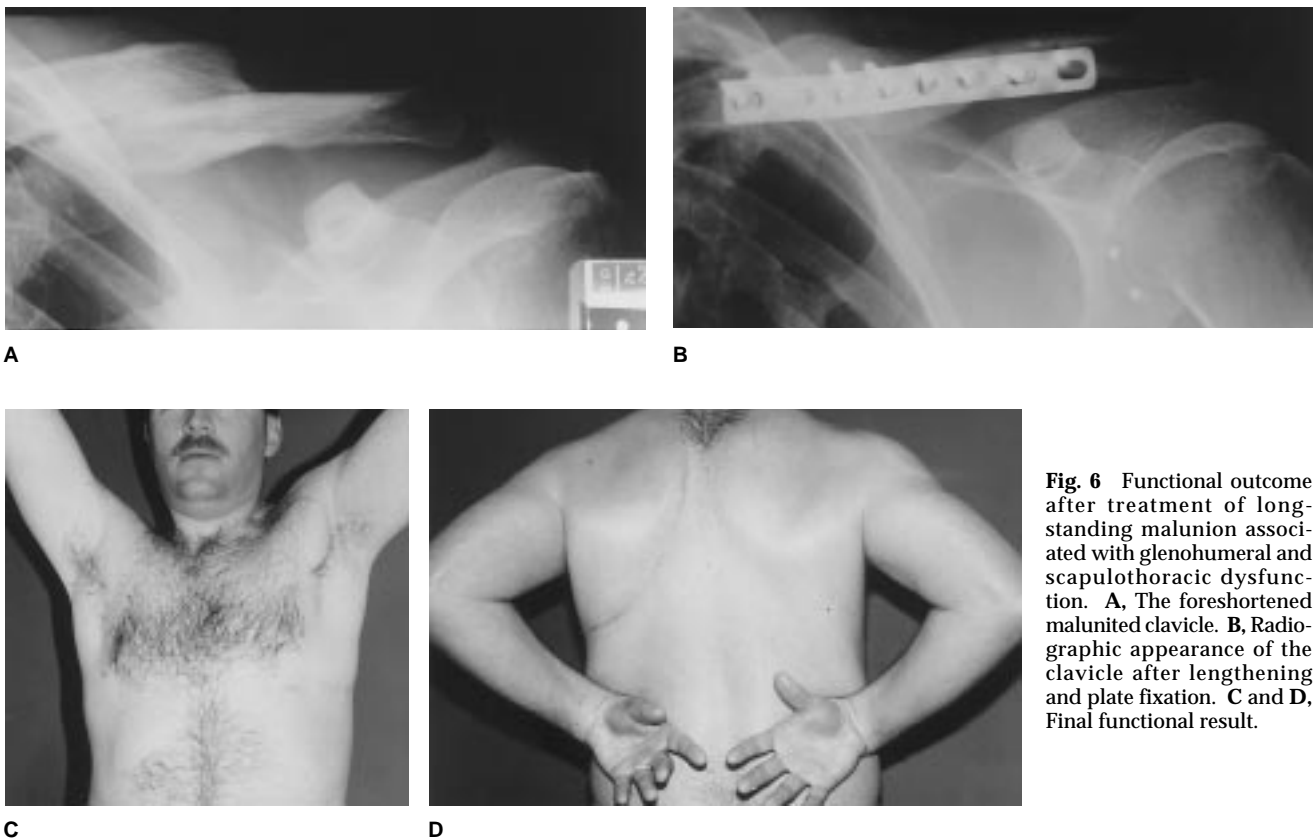 A
B
C
D
Fig. 6 Functional outcome
after treatment of long-
standing malunion associ-
ated with glenohumeral and
scapulothoracic dysfunc-
tion. A, The foreshortened
malunited clavicle. B, Radio-
graphic appearance of the
clavicle after lengthening
and plate fixation. C and D,
Final functional result.